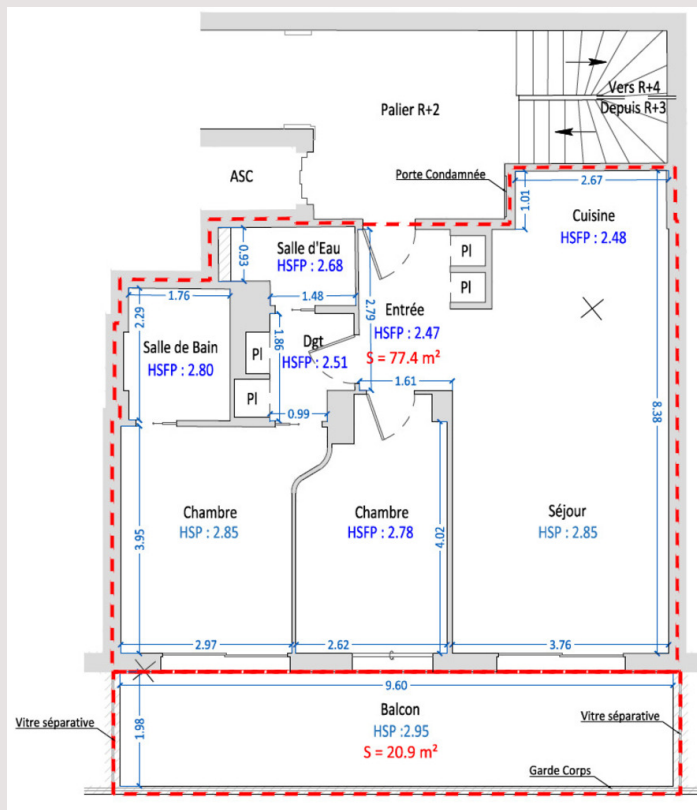 Vers R+4
Depuis R+3
Palier R+2
ASC
Porte Condamnée
2.67
1.01
Cuisine
HSFP : 2.48
Salle d'Eau
HSFP : 2.68
0.93
1.48
Pl
Pl
2.79
Entrée
HSFP : 2.47
S = 77.4 m²
1.61
1.76
2.29
Salle de Bain
HSFP : 2.80
Pl
Pl
1.86
Dgt
HSFP : 2.51
0.99
8.38
Chambre
HSP : 2.85
3.95
2.97
Chambre
HSFP : 2.78
4.02
2.62
Séjour
HSP : 2.85
3.76
9.60
Vitre séparative
1.98
Balcon
HSP :2.95
S = 20.9 m²
Vitre séparative
Garde Corps